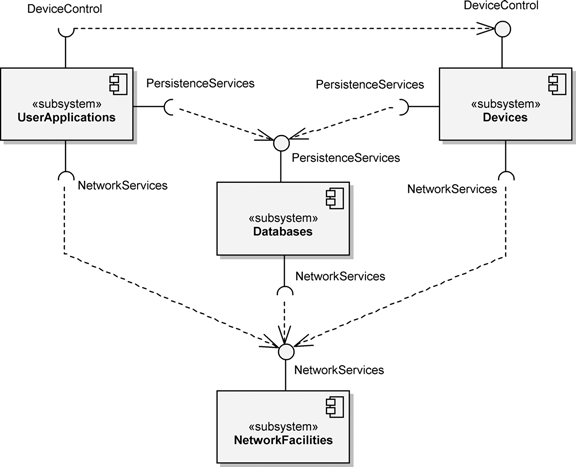 DeviceControl
DeviceControl
PersistenceServices
PersistenceServices
«subsystem»
UserApplications
«subsystem»
Devices
PersistenceServices
NetworkServices
NetworkServices
«subsystem»
Databases
NetworkServices
NetworkServices
«subsystem»
NetworkFacilities